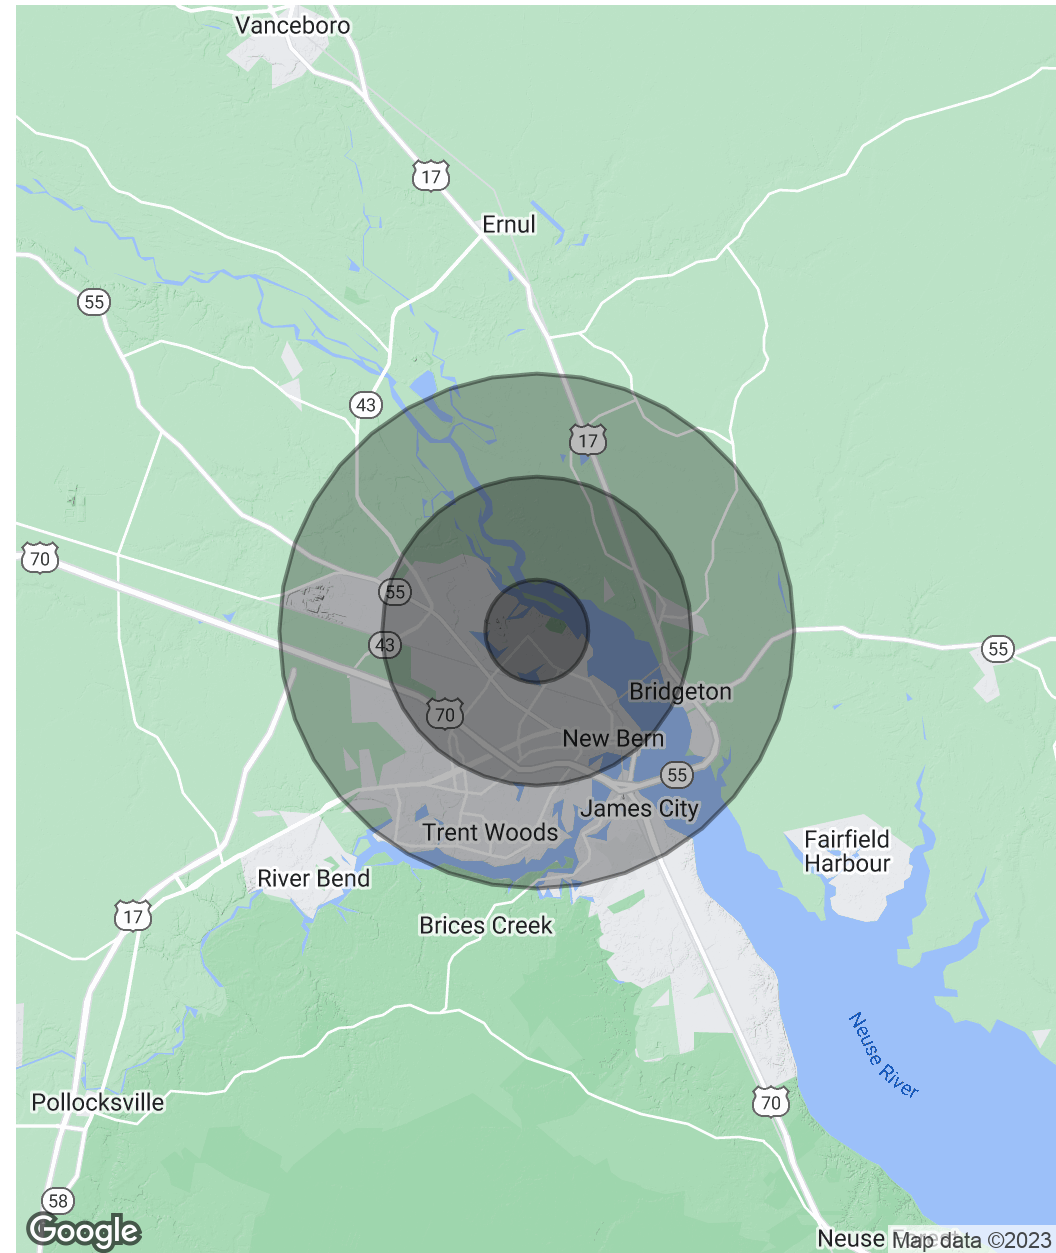 Vanceboro
17
Ernul
55
43
17
70
55
43
55
Bridgeton
70
New Bern
55
James City
Trent Woods
Fairfield
Harbour
River Bend
17
Brices Creek
Neuse River
Pollocksville
70
58
Google
Neuse Forest
Map data ©2023